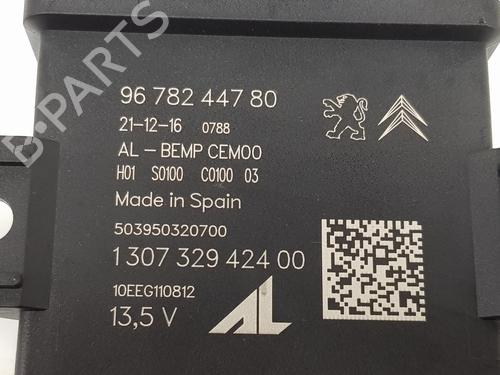 96 782 447 80
21-12-16 0788
AL-BEMP CEM00
H01 S0100 C0100 03
Made in Spain
503950320700
1 307 329 424 00
10EEG110812
13,5 V
AL
B-PARTS